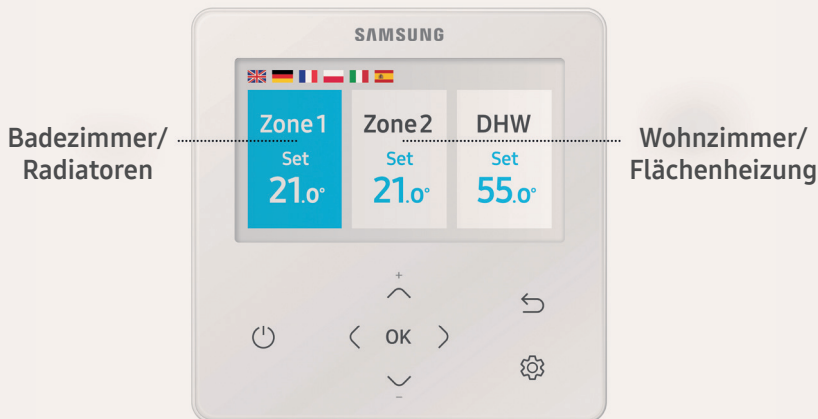 SAMSUNG
Zone 1
Set
21.0°
Zone 2
Set
21.0°
DHW
Set
55.0°
Badezimmer/
Radiatoren
Wohnzimmer/
Flächenheizung
+
OK
−